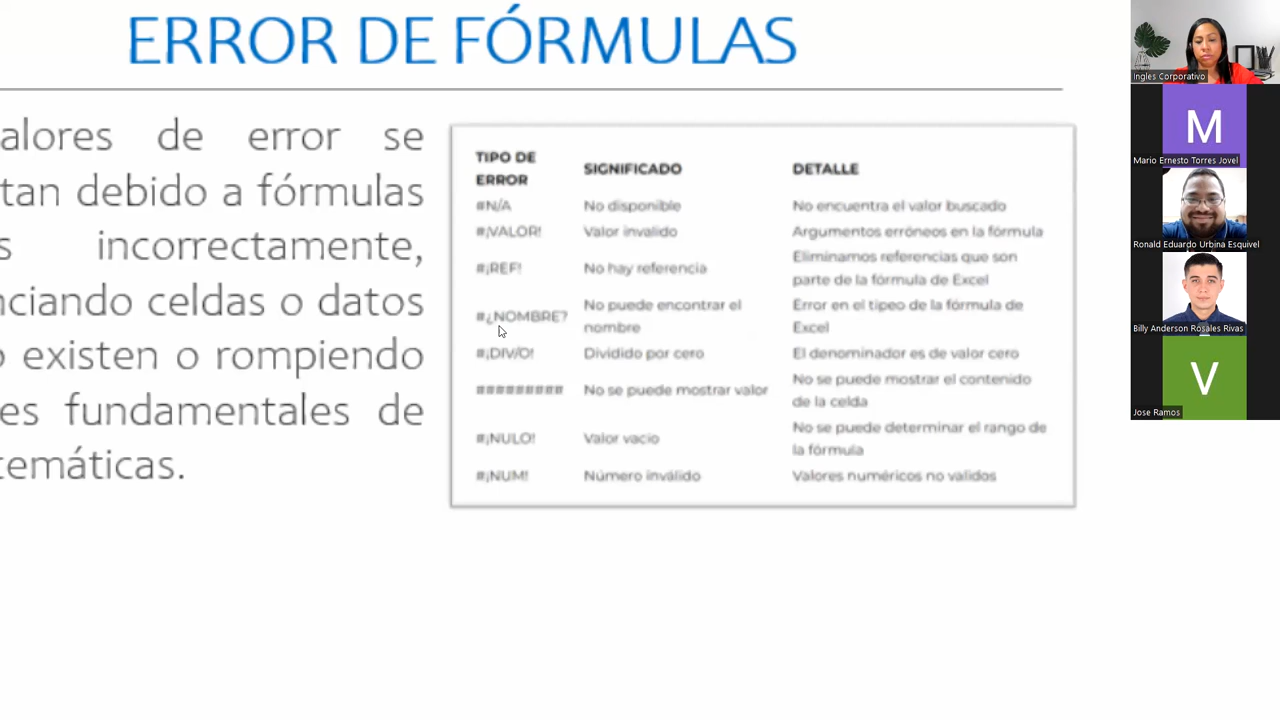 ERROR DE FÓRMULAS
alores de error se
tan debido a fórmulas
s incorrectamente,
nciando celdas o datos
o existen o rompiendo
es fundamentales de
temáticas.
TIPO DE ERROR SIGNIFICADO DETALLE
#N/A No disponible No encuentra el valor buscado
#¡VALOR! Valor invalido Argumentos erróneos en la fórmula
#¡REF! No hay referencia Eliminamos referencias que son parte de la fórmula de Excel
#¿NOMBRE? No puede encontrar el nombre Error en el tipeo de la fórmula de Excel
#¡DIV/O! Dividido por cero El denominador es de valor cero
######### No se puede mostrar valor No se puede mostrar el contenido de la celda
#¡NULO! Valor vacio No se puede determinar el rango de la fórmula
#¡NUM! Número inválido Valores numéricos no validos
Ingles Corporativo
M
Mario Ernesto Torres Jovel
Ronald Eduardo Urbina Esquivel
Billy Anderson Rosales Rivas
V
Jose Ramos